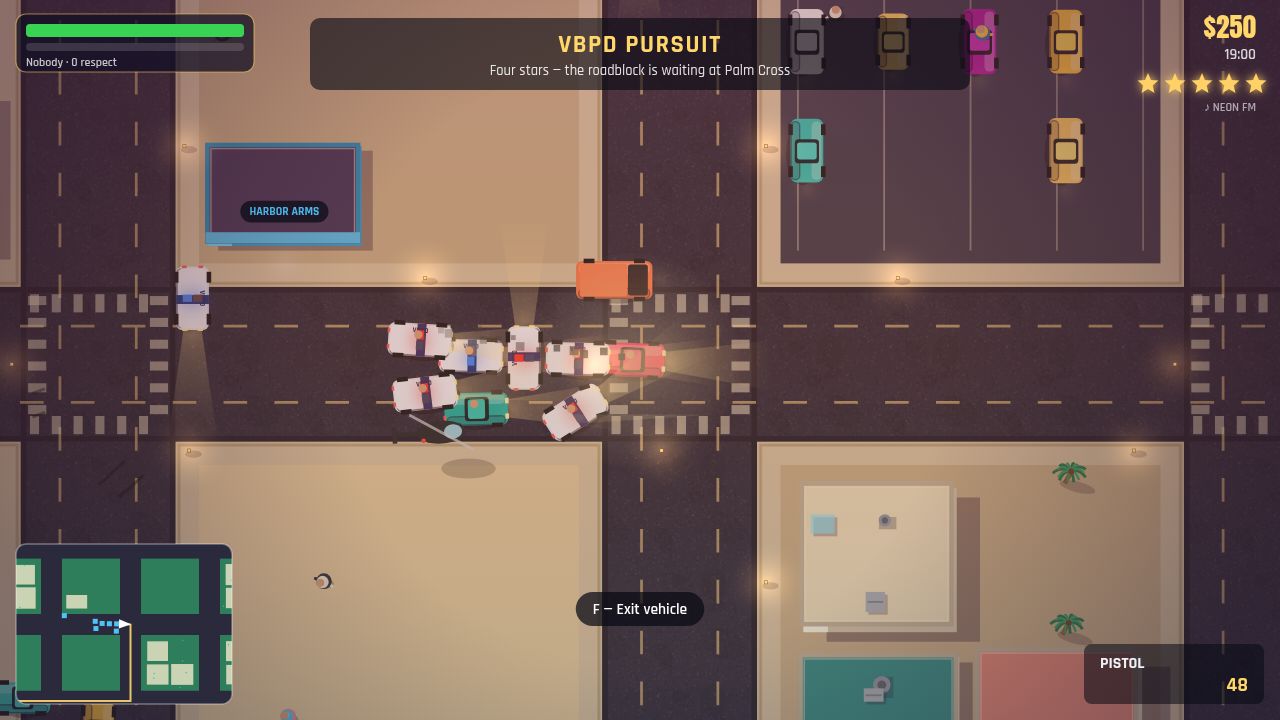 Nobody · 0 respect
VBPD PURSUIT
Four stars — the roadblock is waiting at Palm Cross
$250
19:00
♪ NEON FM
HARBOR ARMS
F — Exit vehicle
PISTOL
48